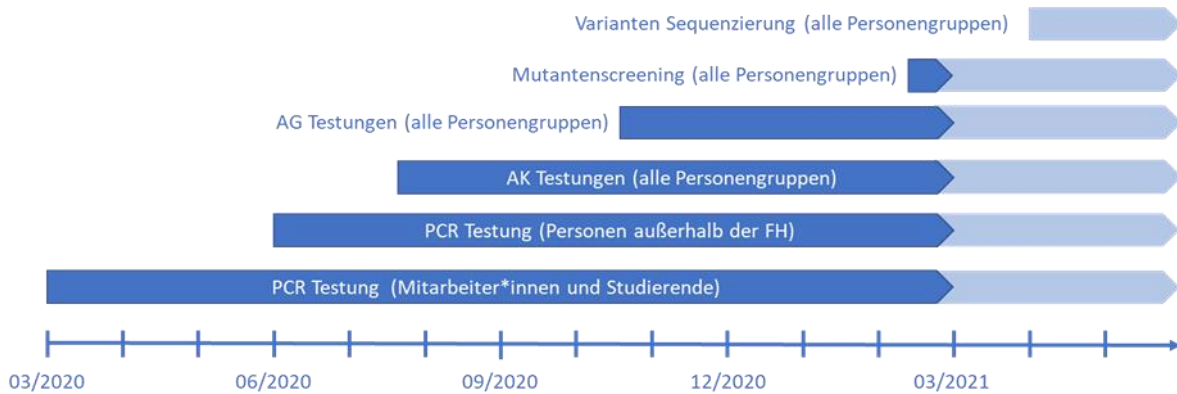 Varianten Sequenzierung (alle Personengruppen)
Mutantenscreening (alle Personengruppen)
AG Testungen (alle Personengruppen)
AK Testungen (alle Personengruppen)
PCR Testung (Personen außerhalb der FH)
PCR Testung (Mitarbeiter*innen und Studierende)
03/2020 06/2020 09/2020 12/2020 03/2021